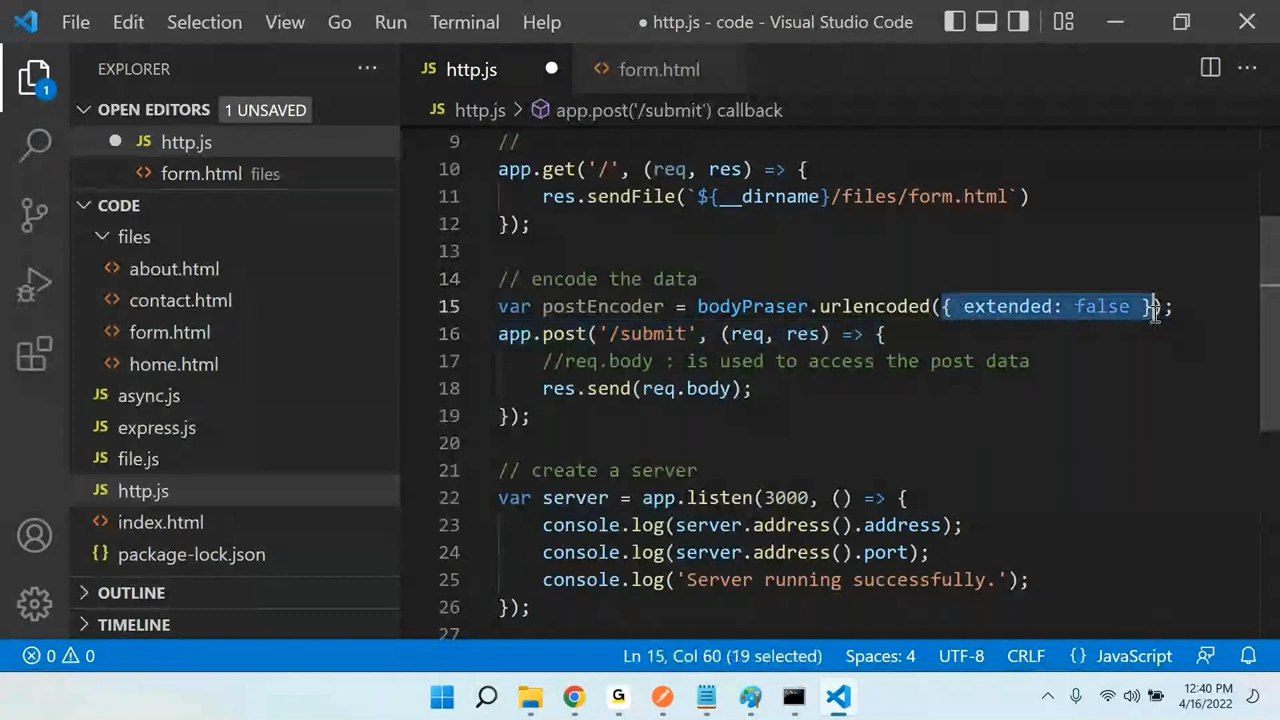 File Edit Selection View Go Run Terminal Help ● http.js - code - Visual Studio Code
EXPLORER ···
JS http.js ● <> form.html ···
OPEN EDITORS 1 UNSAVED
JS http.js > app.post('/submit') callback
● JS http.js
<> form.html files
CODE
files
<> about.html
<> contact.html
<> form.html
<> home.html
JS async.js
JS express.js
JS file.js
JS http.js
<> index.html
{} package-lock.json
OUTLINE
TIMELINE
1
9 //
10 app.get('/', (req, res) => {
11 res.sendFile(`${__dirname}/files/form.html`)
12 });
13
14 // encode the data
15 var postEncoder = bodyPraser.urlencoded({ extended: false });
16 app.post('/submit', (req, res) => {
17 //req.body : is used to access the post data
18 res.send(req.body);
19 });
20
21 // create a server
22 var server = app.listen(3000, () => {
23 console.log(server.address().address);
24 console.log(server.address().port);
25 console.log('Server running successfully.');
26 });
27
0 0 Ln 15, Col 60 (19 selected) Spaces: 4 UTF-8 CRLF {} JavaScript
G
12:40 PM
4/16/2022